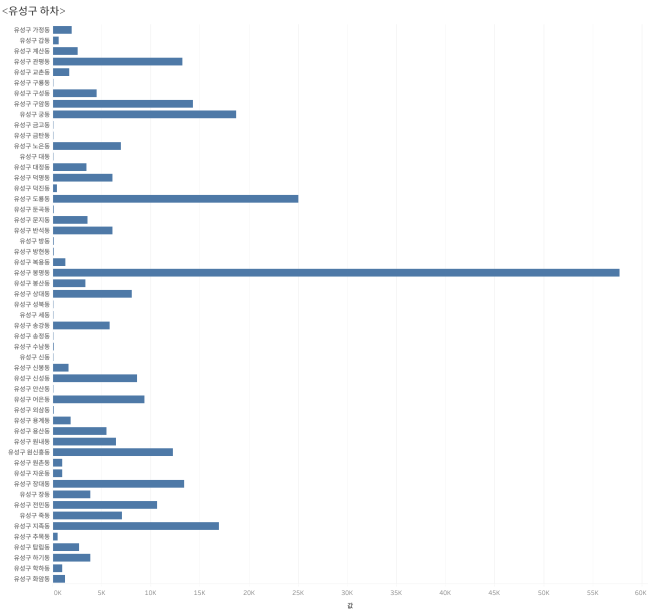 <유성구 하차>
유성구 가정동
유성구 갑동
유성구 계산동
유성구 관평동
유성구 교촌동
유성구 구룡동
유성구 구성동
유성구 구암동
유성구 궁동
유성구 금고동
유성구 금탄동
유성구 노은동
유성구 대동
유성구 대정동
유성구 덕명동
유성구 덕진동
유성구 도룡동
유성구 둔곡동
유성구 문지동
유성구 반석동
유성구 방동
유성구 방현동
유성구 복용동
유성구 봉명동
유성구 봉산동
유성구 상대동
유성구 성북동
유성구 세동
유성구 송강동
유성구 송정동
유성구 수남동
유성구 신동
유성구 신봉동
유성구 신성동
유성구 안산동
유성구 어은동
유성구 외삼동
유성구 용계동
유성구 용산동
유성구 원내동
유성구 원신흥동
유성구 원촌동
유성구 자운동
유성구 장대동
유성구 장동
유성구 전민동
유성구 죽동
유성구 지족동
유성구 추목동
유성구 탑립동
유성구 하기동
유성구 학하동
유성구 화암동
0K 5K 10K 15K 20K 25K 30K 35K 40K 45K 50K 55K 60K
값